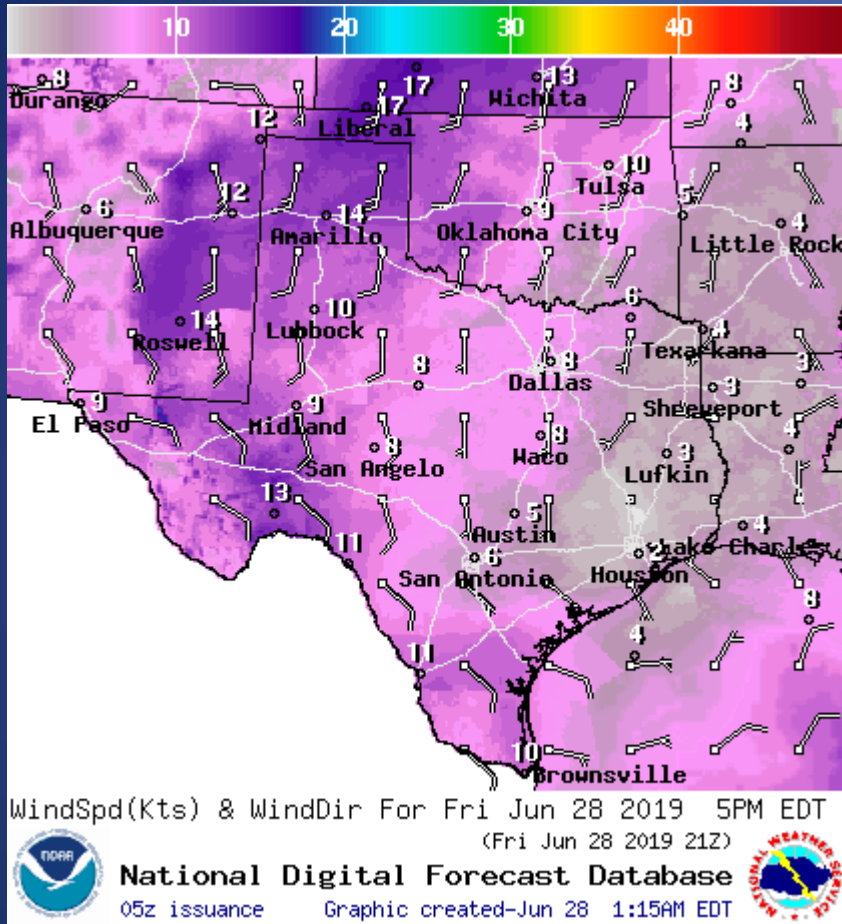 10 20 30 40
8 17 13 8
Durango 17 Wichita
12 Liberal 4
10
Tulsa
6 12 14 9 5 4
Albuquerque Amarillo Oklahoma City Little Rock
14 10 6 4
Roswell Lubbock Texarkana
8 8 3 3
Dallas Shreveport
9 9
El Paso Midland 8 8 3 4
San Angelo Waco Lufkin
13 5 4
Austin Lake Charles
11 6 2
San Antonio Houston
8
4
11
10
Brownsville
WindSpd(Kts) & WindDir For Fri Jun 28 2019 5PM EDT
(Fri Jun 28 2019 21Z)
NOAA
National Digital Forecast Database
05z issuance Graphic created-Jun 28 1:15AM EDT
NATIONAL WEATHER SERVICE